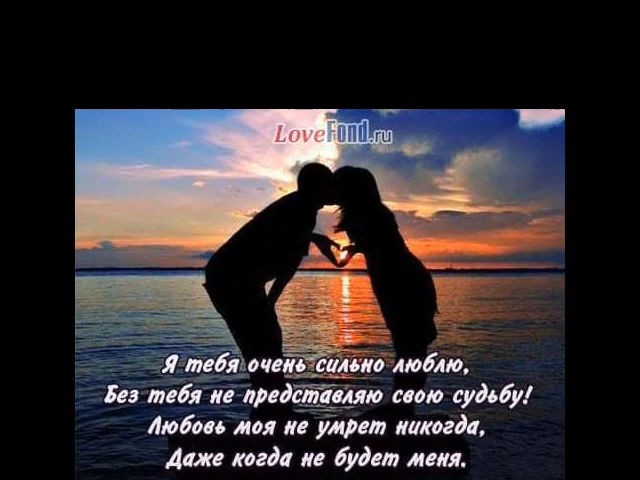 LoveFond.ru
Я тебя очень сильно люблю,
Без тебя не представляю свою судьбу!
Любовь моя не умрет никогда,
Даже когда не будет меня.